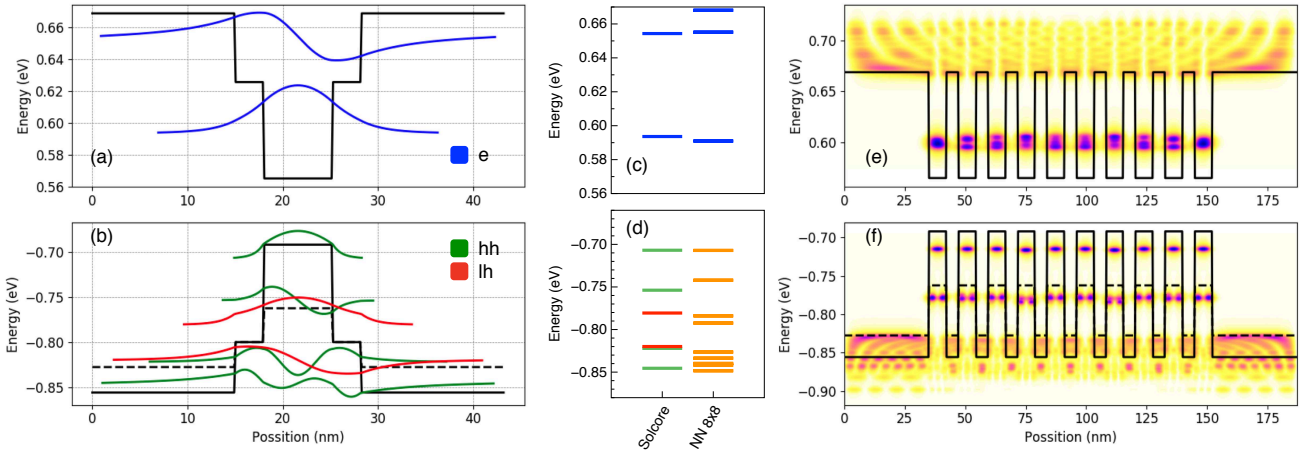 0.66
0.64
0.62
0.60
0.58
0.56
Energy (eV)
(a)
e
0
10
20
30
40
−0.70
−0.75
−0.80
−0.85
Energy (eV)
(b)
hh
lh
0
10
20
30
40
Possition (nm)
0.66
0.64
0.62
0.60
0.58
0.56
Energy (eV)
(c)
−0.70
−0.75
−0.80
−0.85
Energy (eV)
(d)
Solcore
NN 8x8
0.70
0.65
0.60
Energy (eV)
(e)
0
25
50
75
100
125
150
175
−0.70
−0.75
−0.80
−0.85
−0.90
Energy (eV)
(f)
0
25
50
75
100
125
150
175
Possition (nm)